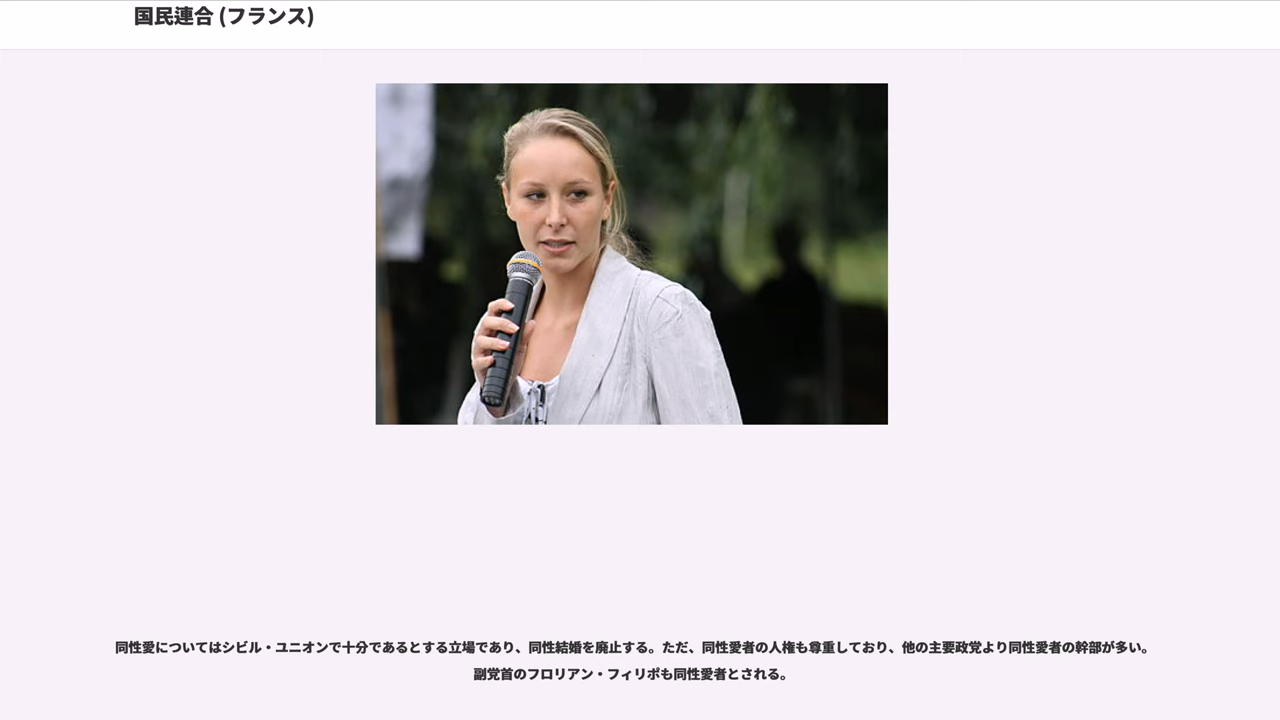 国民連合 (フランス)
同性愛についてはシビル・ユニオンで十分であるとする立場であり、同性結婚を廃止する。ただ、同性愛者の人権も尊重しており、他の主要政党より同性愛者の幹部が多い。
副党首のフロリアン・フィリポも同性愛者とされる。